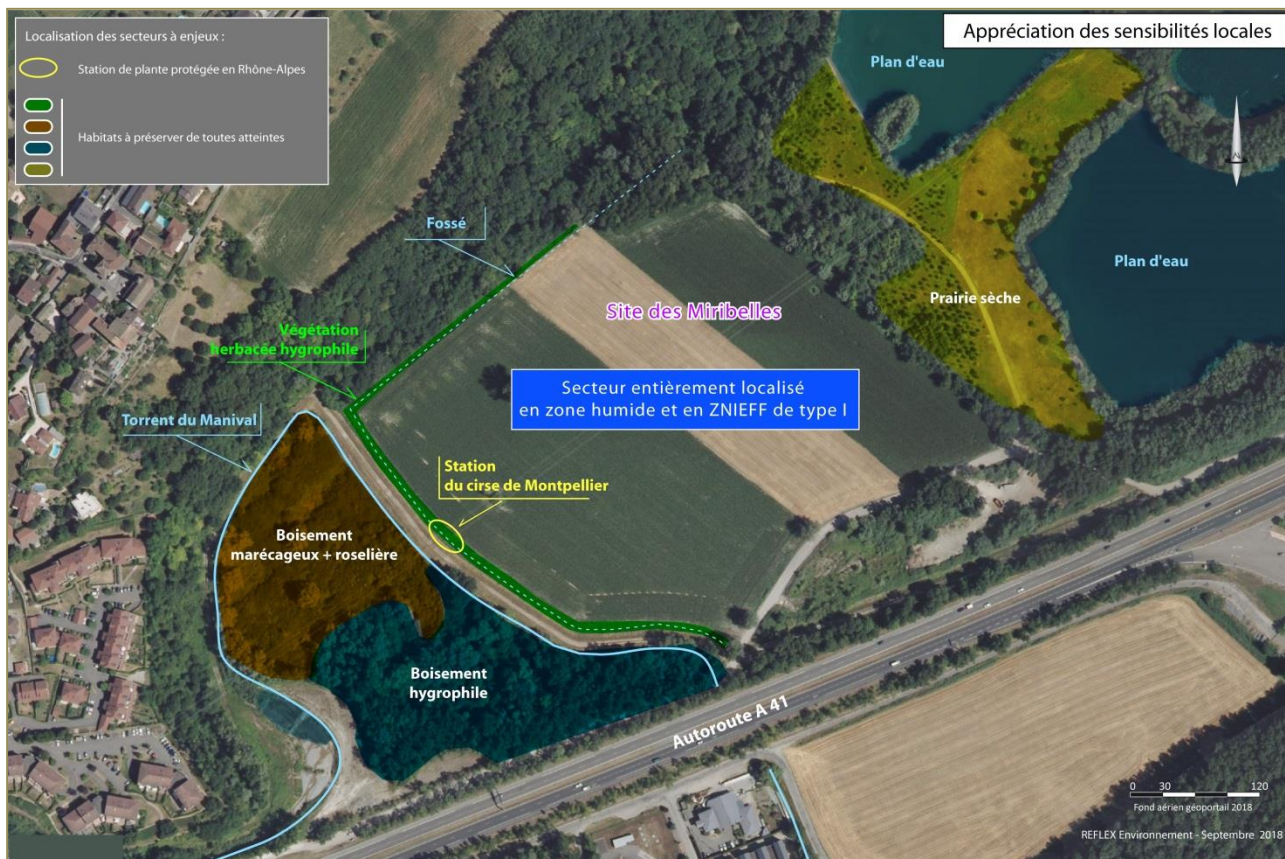 Appréciation des sensibilités locales
Localisation des secteurs à enjeux :
Station de plante protégée en Rhône-Alpes
Habitats à préserver de toutes atteintes
Plan d'eau
Fossé
Plan d'eau
Prairie sèche
Site des Miribelles
Végétation
herbacée hygrophile
Secteur entièrement localisé
en zone humide et en ZNIEFF de type I
Torrent du Manival
Station
du cirse de Montpellier
Boisement
marécageux + roselière
Boisement
hygrophile
Autoroute A 41
0 30 120
Fond aérien géoportail 2018
REFLEX Environnement - Septembre 2018